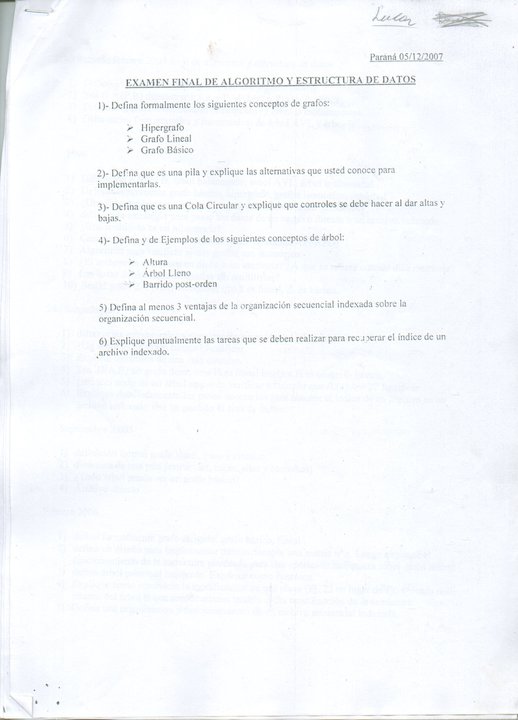 Lucas
Paraná 05/12/2007
EXAMEN FINAL DE ALGORITMO Y ESTRUCTURA DE DATOS
1)- Defina formalmente los siguientes conceptos de grafos:
➢ Hipergrafo
➢ Grafo Lineal
➢ Grafo Básico
2)- Defina que es una pila y explique las alternativas que usted conoce para
implementarlas.
3)- Defina que es una Cola Circular y explique que controles se debe hacer al dar altas y
bajas.
4)- Defina y de Ejemplos de los siguientes conceptos de árbol:
➢ Altura
➢ Árbol Lleno
➢ Barrido post-orden
5) Defina al menos 3 ventajas de la organización secuencial indexada sobre la
organización secuencial.
6) Explique puntualmente las tareas que se deben realizar para recuperar el índice de un
archivo indexado.